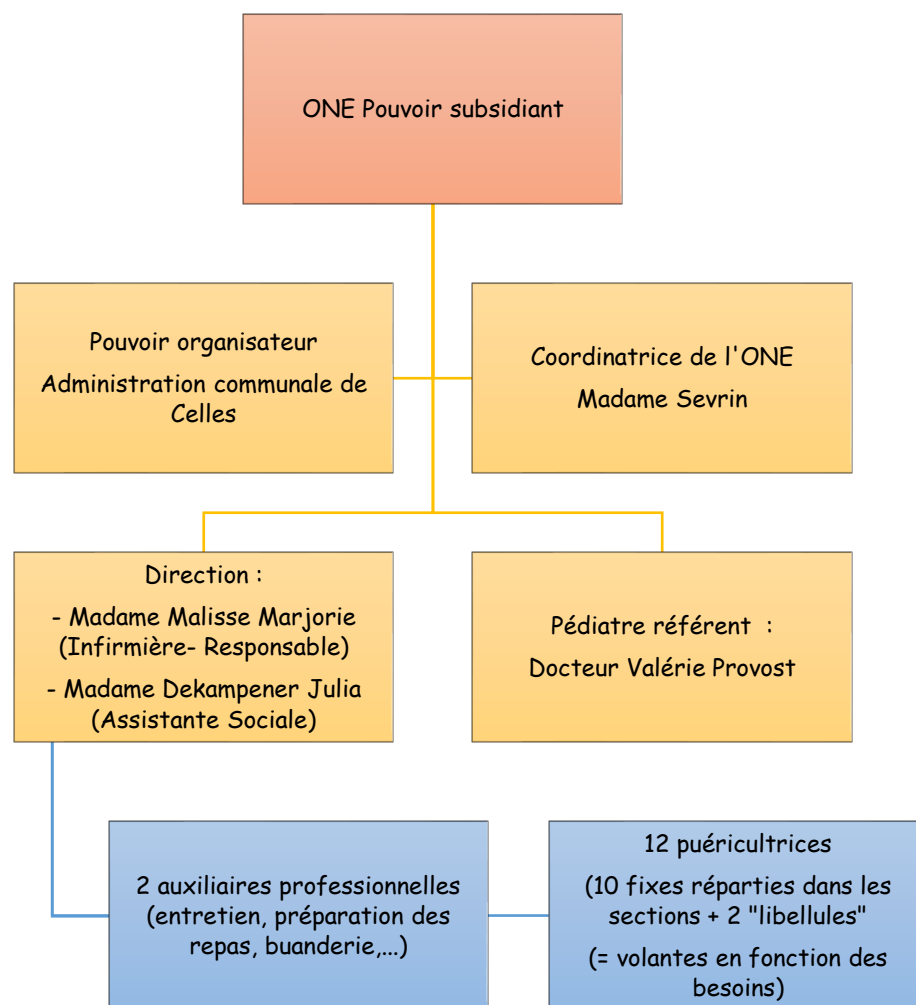 ONE Pouvoir subsidiant
Pouvoir organisateur
Administration communale de
Celles
Coordinatrice de l'ONE
Madame Sevrin
Direction :
- Madame Malisse Marjorie
(Infirmière- Responsable)
- Madame Dekampener Julia
(Assistante Sociale)
Pédiatre référent :
Docteur Valérie Provost
2 auxiliaires professionnelles
(entretien, préparation des
repas, buanderie,...)
12 puéricultrices
(10 fixes réparties dans les
sections + 2 "libellules"
(= volantes en fonction des
besoins)